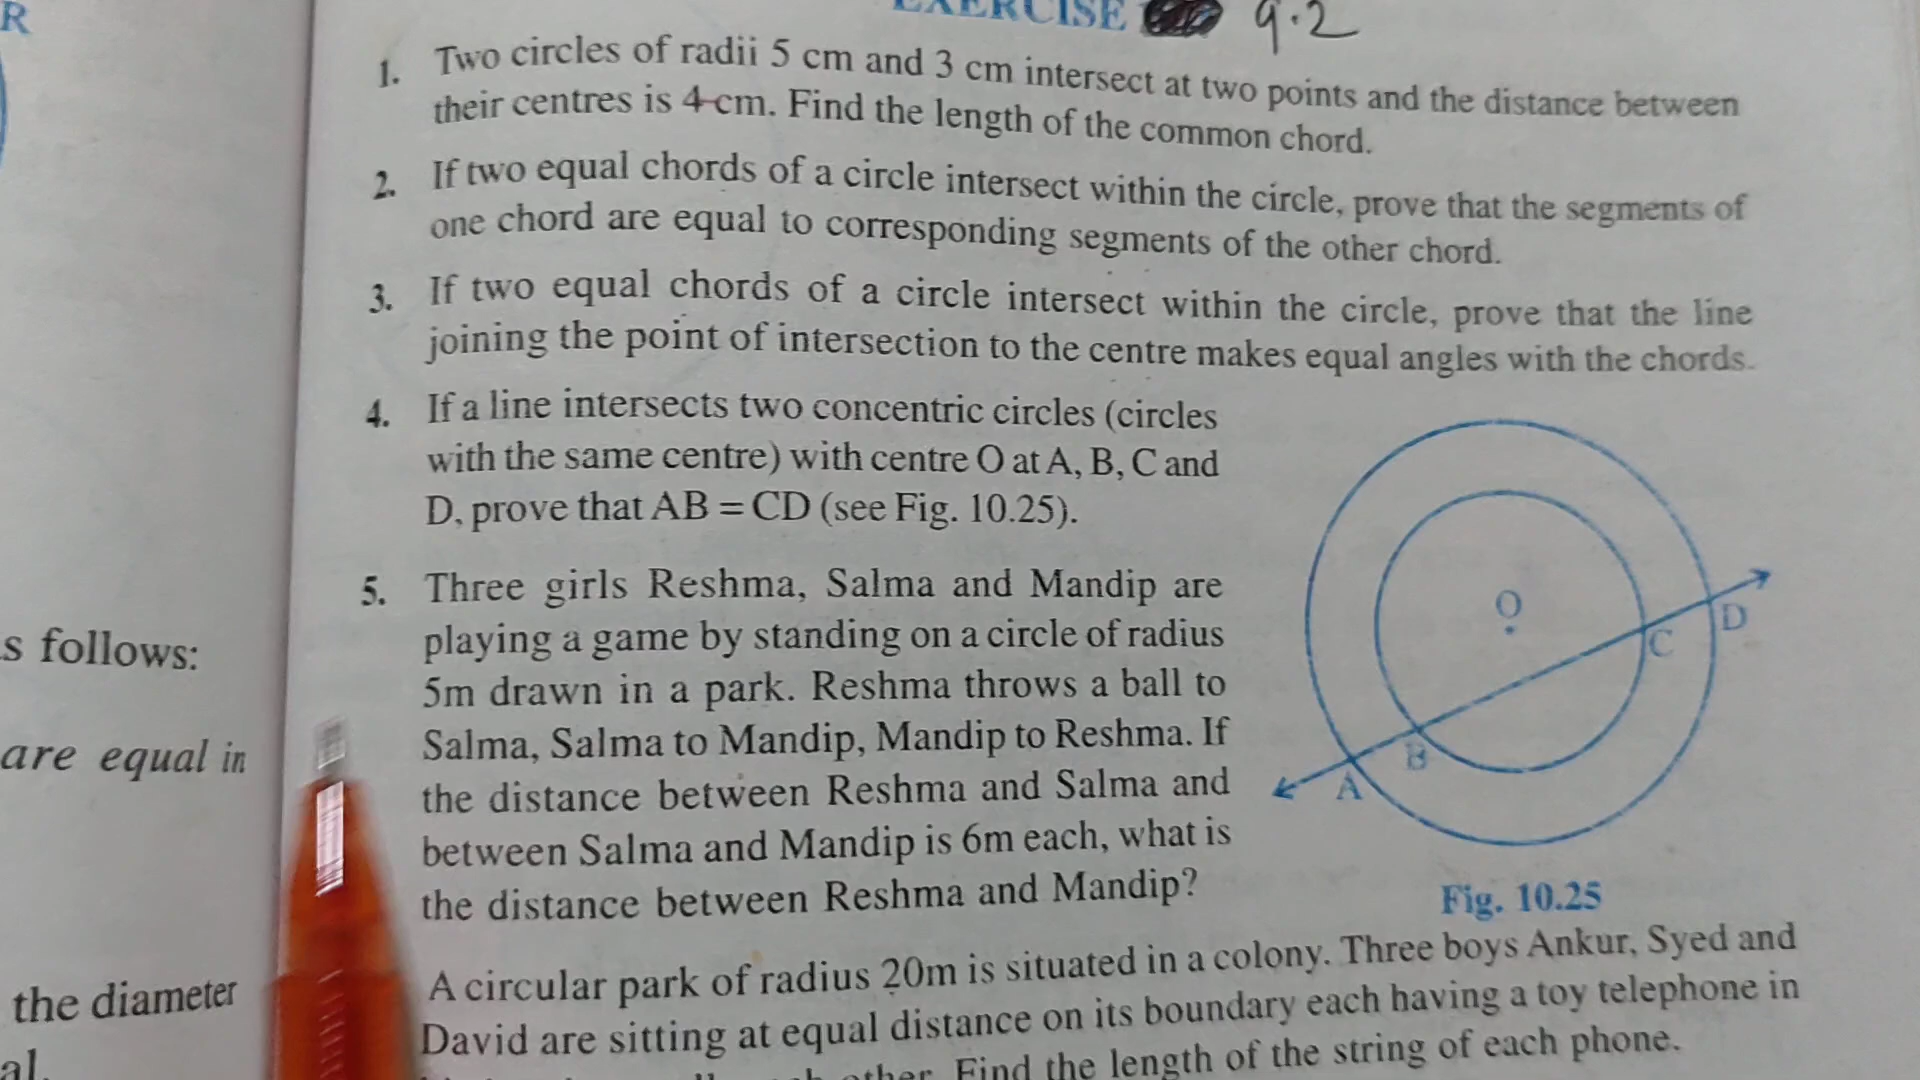 R
EXERCISE 9.2
1. Two circles of radii 5 cm and 3 cm intersect at two points and the distance between
their centres is 4 cm. Find the length of the common chord.
2. If two equal chords of a circle intersect within the circle, prove that the segments of
one chord are equal to corresponding segments of the other chord.
3. If two equal chords of a circle intersect within the circle, prove that the line
joining the point of intersection to the centre makes equal angles with the chords.
4. If a line intersects two concentric circles (circles
with the same centre) with centre O at A, B, C and
D, prove that AB = CD (see Fig. 10.25).
5. Three girls Reshma, Salma and Mandip are
playing a game by standing on a circle of radius
5m drawn in a park. Reshma throws a ball to
Salma, Salma to Mandip, Mandip to Reshma. If
the distance between Reshma and Salma and
between Salma and Mandip is 6m each, what is
the distance between Reshma and Mandip?
O
D
C
B
A
Fig. 10.25
A circular park of radius 20m is situated in a colony. Three boys Ankur, Syed and
David are sitting at equal distance on its boundary each having a toy telephone in
other. Find the length of the string of each phone.
s follows:
are equal in
the diameter
al.